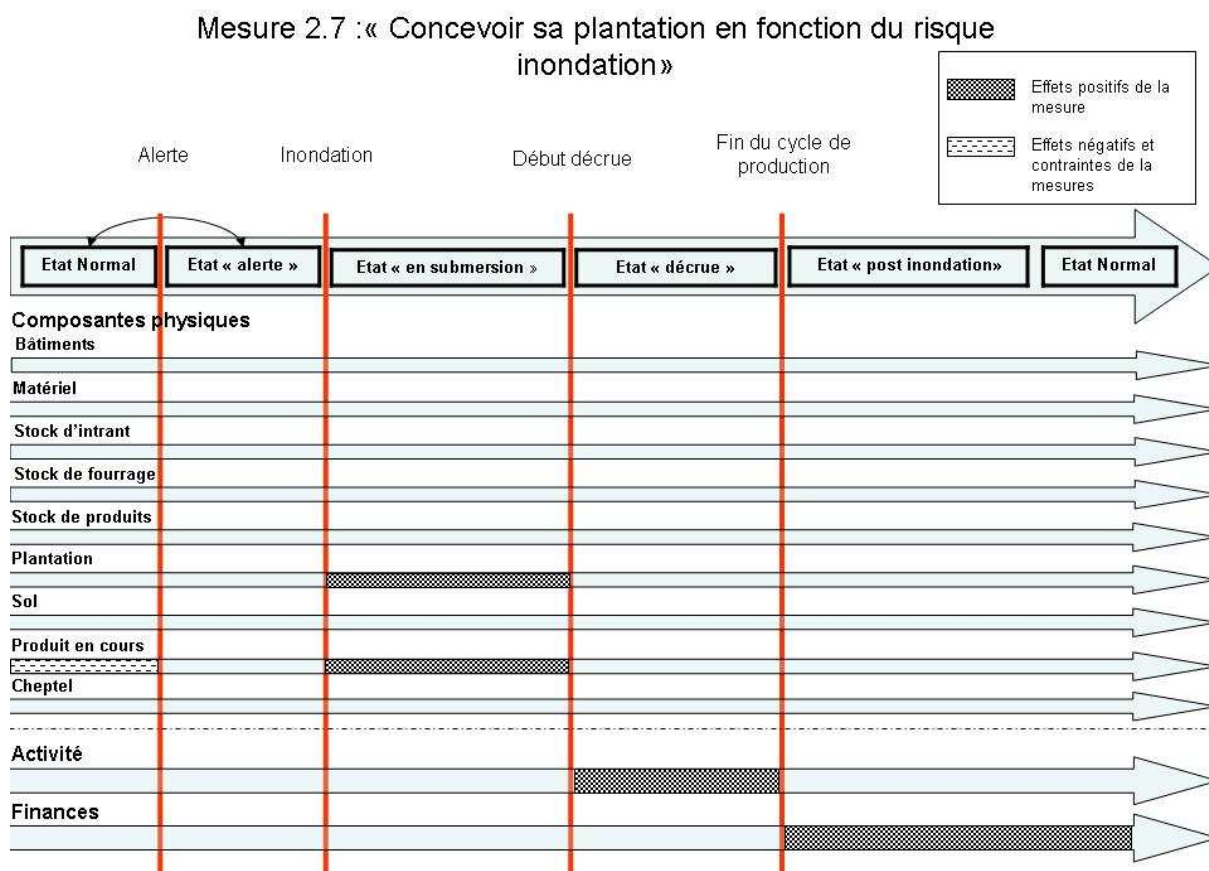 Mesure 2.7 :« Concevoir sa plantation en fonction du risque
inondation»
Effets positifs de la
mesure
Effets négatifs et
contraintes de la
mesures
Alerte
Inondation
Début décrue
Fin du cycle de
production
Etat Normal
Etat « alerte »
Etat « en submersion »
Etat « décrue »
Etat « post inondation»
Etat Normal
Composantes physiques
Bâtiments
Matériel
Stock d'intrant
Stock de fourrage
Stock de produits
Plantation
Sol
Produit en cours
Cheptel
Activité
Finances